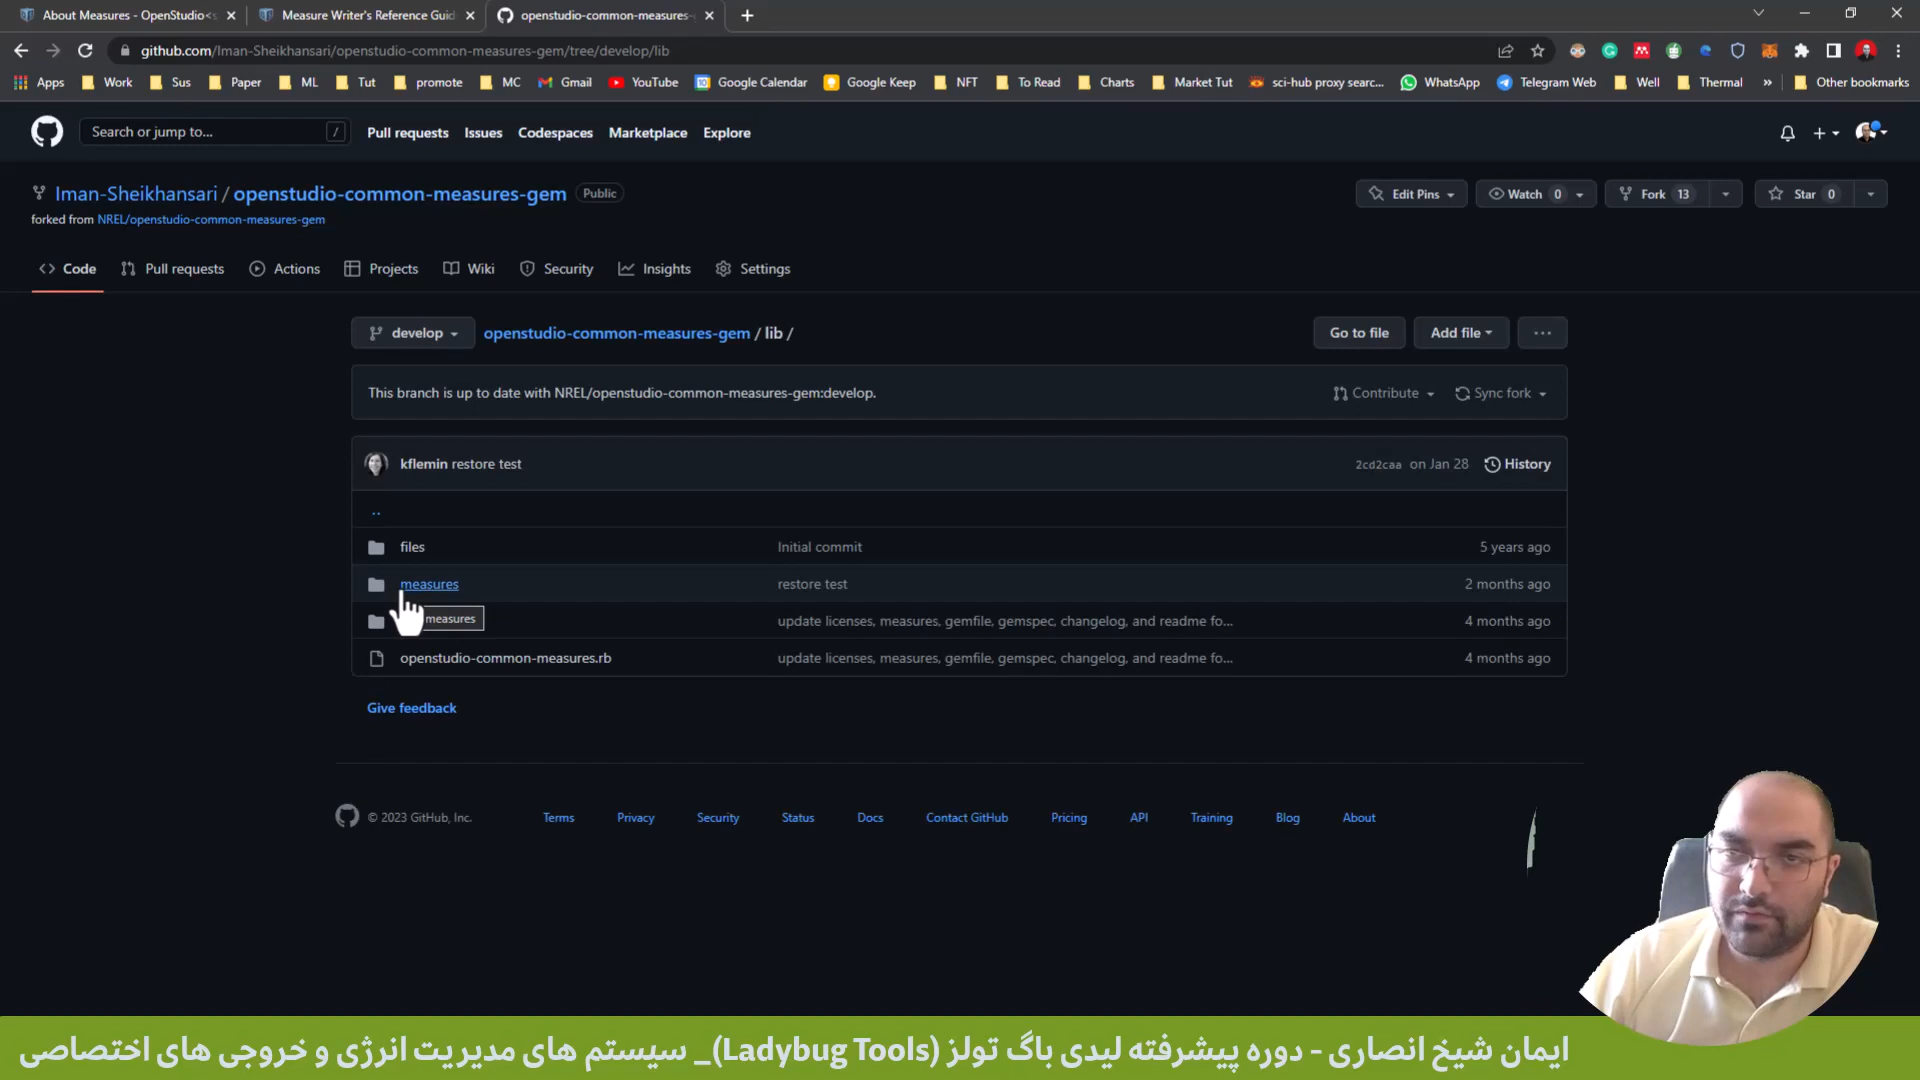 About Measures - OpenStudio
Measure Writer's Reference Guid
openstudio-common-measures-
github.com/Iman-Sheikhansari/openstudio-common-measures-gem/tree/develop/lib
Apps Work Sus Paper ML Tut promote MC Gmail YouTube Google Calendar Google Keep NFT To Read Charts Market Tut sci-hub proxy searc... WhatsApp Telegram Web Well Thermal » Other bookmarks
Search or jump to... / Pull requests Issues Codespaces Marketplace Explore
Iman-Sheikhansari / openstudio-common-measures-gem Public Edit Pins Watch 0 Fork 13 Star 0
forked from NREL/openstudio-common-measures-gem
Code Pull requests Actions Projects Wiki Security Insights Settings
develop openstudio-common-measures-gem / lib / Go to file Add file ...
This branch is up to date with NREL/openstudio-common-measures-gem:develop. Contribute Sync fork
kflemin restore test 2cd2caa on Jan 28 History
..
files Initial commit 5 years ago
measures restore test 2 months ago
measures update licenses, measures, gemfile, gemspec, changelog, and readme fo... 4 months ago
openstudio-common-measures.rb update licenses, measures, gemfile, gemspec, changelog, and readme fo... 4 months ago
Give feedback
© 2023 GitHub, Inc. Terms Privacy Security Status Docs Contact GitHub Pricing API Training Blog About
ایمان شیخ انصاری - دوره پیشرفته لیدی باگ تولز (Ladybug Tools)_ سیستم های مدیریت انرژی و خروجی های اختصاصی